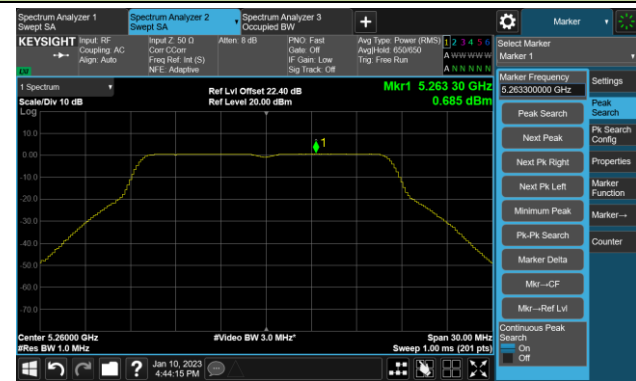 Spectrum Analyzer 1
Swept SA
Spectrum Analyzer 2
Swept BW
Spectrum Analyzer 3
Occupied BW
+
Marker
KEYSIGHT
Input: RF
Coupling: AC
Align: Auto
Input Z: 50 Ω
Corr CCorr
Freq Ref: Int (S)
NFE: Adaptive
Atten: 8 dB
PNO: Fast
Gate: Off
IF Gain: Low
Sig Track: Off
Avg Type: Power (RMS)
Avg|Hold: 650/650
Trig: Free Run
1 2 3 4 5 6
A W W W W W
A N N N N N
Select Marker
Marker 1
1 Spectrum
Scale/Div 10 dB
Log
Ref Lvl Offset 22.40 dB
Ref Level 20.00 dBm
Mkr1 5.263 30 GHz
0.685 dBm
10.0
0.00
-10.0
-20.0
-30.0
-40.0
-50.0
-60.0
-70.0
1
Center 5.26000 GHz
#Res BW 1.0 MHz
#Video BW 3.0 MHz*
Span 30.00 MHz
Sweep 1.00 ms (201 pts)
Marker Frequency
5.263300000 GHz
Peak Search
Next Peak
Next Pk Right
Next Pk Left
Minimum Peak
Pk-Pk Search
Marker Delta
Mkr→CF
Mkr→Ref Lvl
Continuous Peak
Search
On
Off
Settings
Peak
Search
Pk Search
Config
Properties
Marker
Function
Marker→
Counter
?
Jan 10, 2023
4:44:15 PM